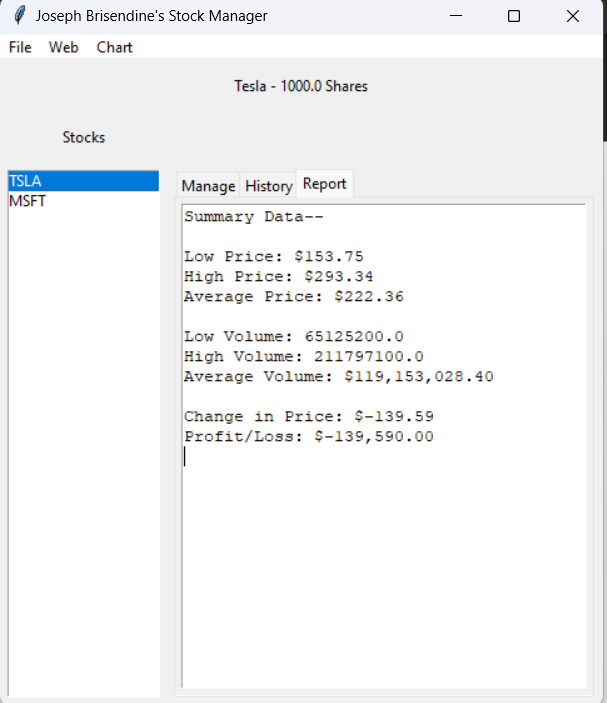 Joseph Brisendine's Stock Manager
File Web Chart
Tesla - 1000.0 Shares
Stocks
TSLA
MSFT
Manage History Report
Summary Data--
Low Price: $153.75
High Price: $293.34
Average Price: $222.36
Low Volume: 65125200.0
High Volume: 211797100.0
Average Volume: $119,153,028.40
Change in Price: $-139.59
Profit/Loss: $-139,590.00